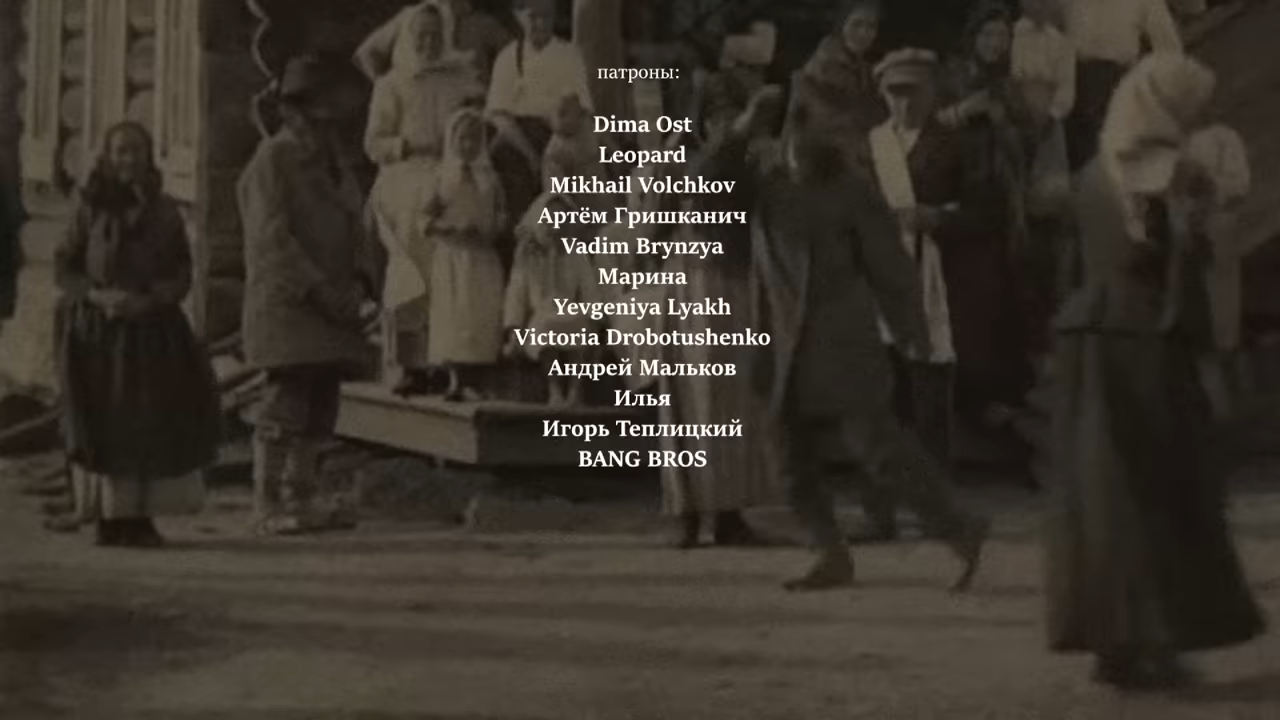 патроны:
Dima Ost
Leopard
Mikhail Volchkov
Артём Гришканич
Vadim Brynzya
Марина
Yevgeniya Lyakh
Victoria Drobotushenko
Андрей Мальков
Илья
Игорь Теплицкий
BANG BROS